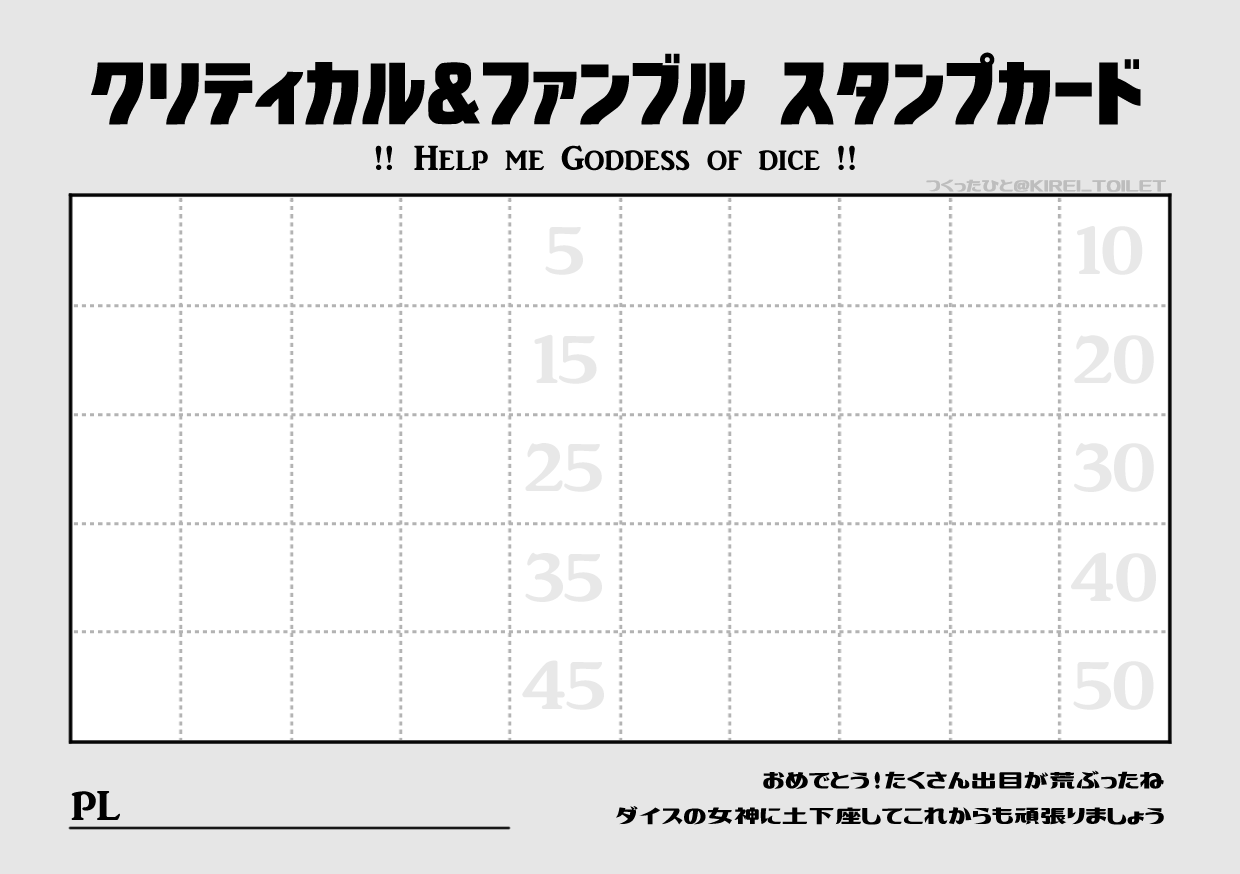 クリティカル&ファンブル スタンプカード
!! HELP ME GODDESS OF DICE !!
つくったひと@KIREI_TOILET
5 10
15 20
25 30
35 40
45 50
おめでとう!たくさん出目が荒ぶったね
PL
ダイスの女神に土下座してこれからも頑張りましょう